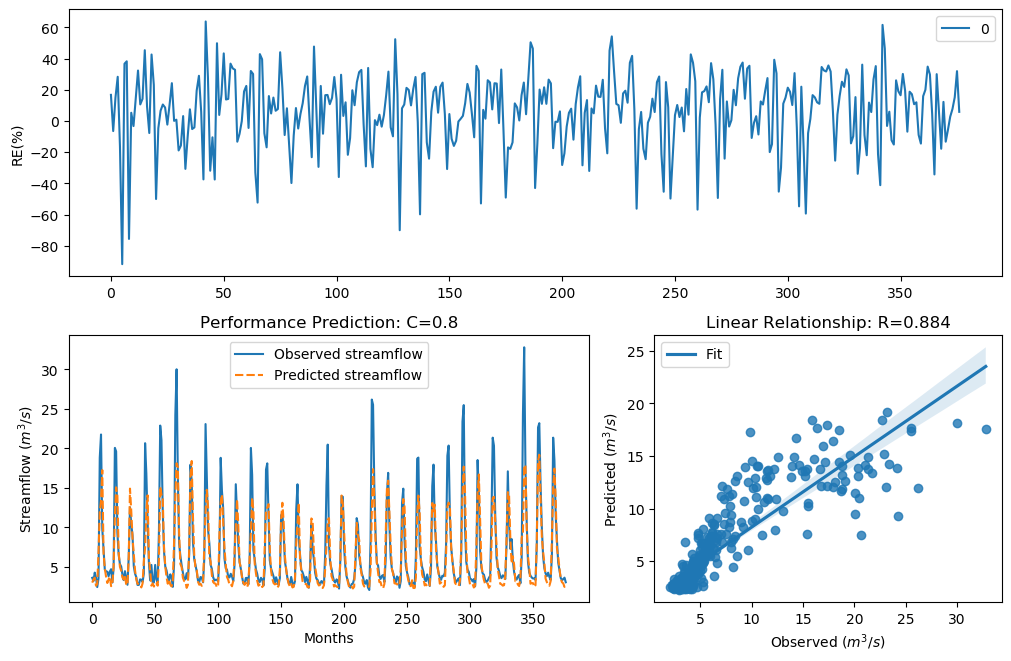 60
40
20
0
−20
−40
−60
−80
RE(%)
0
0 50 100 150 200 250 300 350
Performance Prediction: C=0.8
Observed streamflow
Predicted streamflow
30
25
20
15
10
5
Streamflow (m³/s)
0 50 100 150 200 250 300 350
Months
Linear Relationship: R=0.884
Fit
25
20
15
10
5
Predicted (m³/s)
5 10 15 20 25 30
Observed (m³/s)